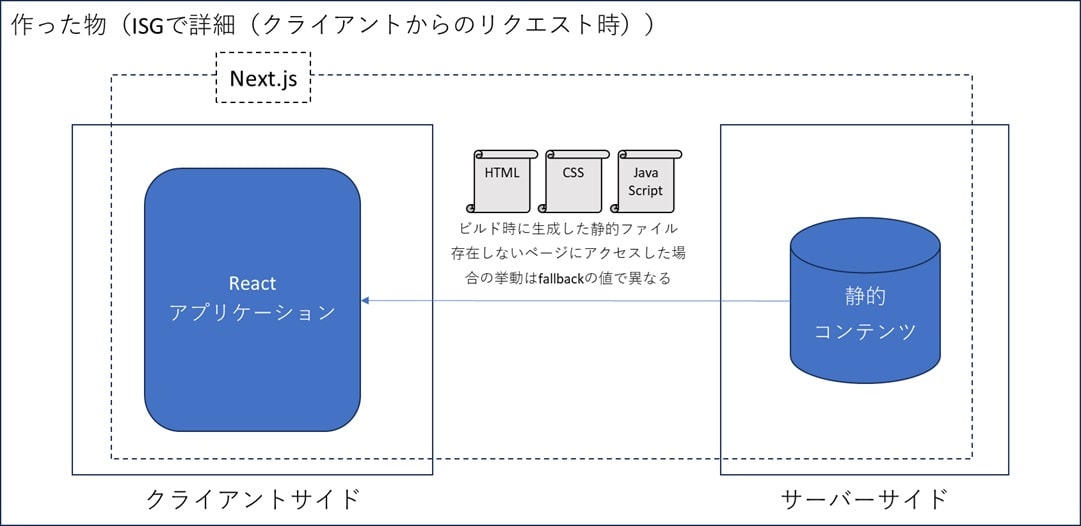 作った物（ISGで詳細（クライアントからのリクエスト時））
Next.js
HTML
CSS
Java
Script
ビルド時に生成した静的ファイル
存在しないページにアクセスした場
合の挙動はfallbackの値で異なる
React
アプリケーション
静的
コンテンツ
クライアントサイド
サーバーサイド